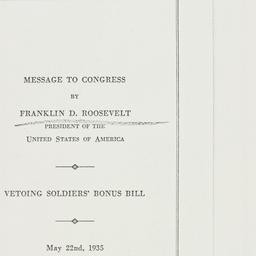 MESSAGE TO CONGRESS
BY
FRANKLIN D. ROOSEVELT
PRESIDENT OF THE
UNITED STATES OF AMERICA
VETOING SOLDIERS' BONUS BILL
May 22nd, 1935